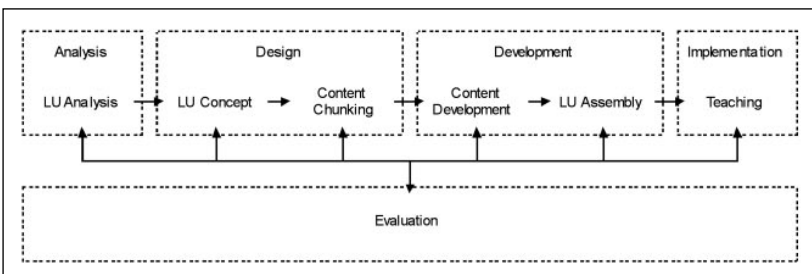 Analysis
Design
Development
Implementation
LU Analysis
LU Concept
Content
Chunking
Content
Development
LU Assembly
Teaching
Evaluation